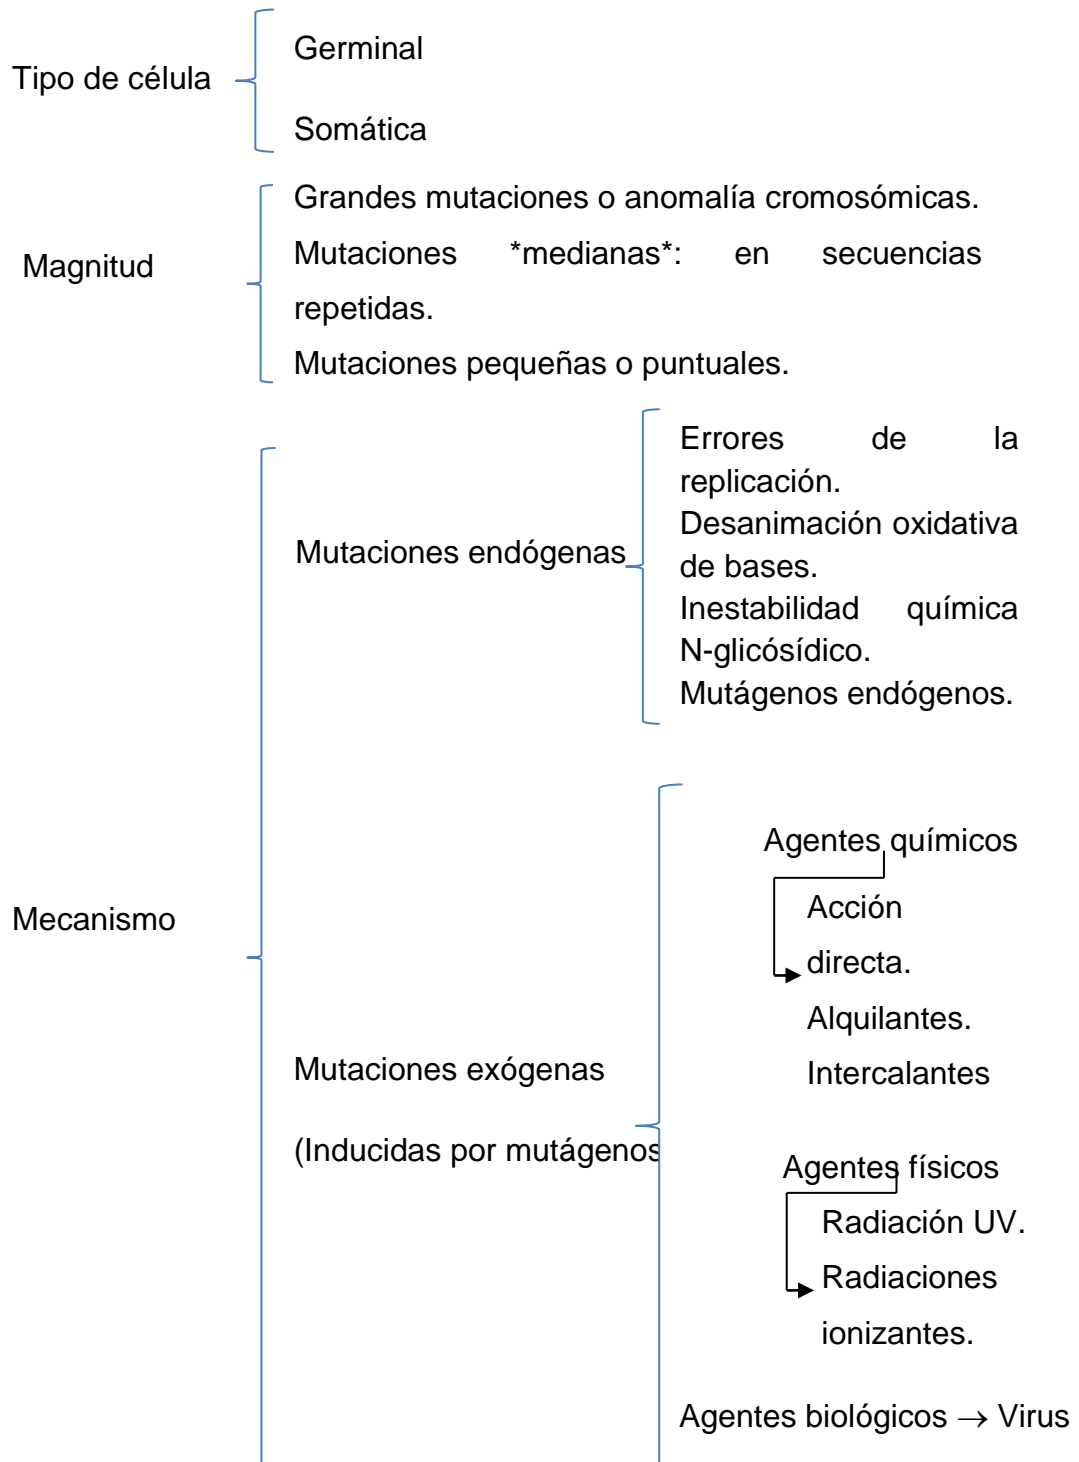 Tipo de célula
Germinal
Somática
Magnitud
Grandes mutaciones o anomalía cromosómicas.
Mutaciones *medianas*: en secuencias
repetidas.
Mutaciones pequeñas o puntuales.
Mecanismo
Mutaciones endógenas
Errores de la
replicación.
Desanimación oxidativa
de bases.
Inestabilidad química
N-glicósídico.
Mutágenos endógenos.
Mutaciones exógenas
(Inducidas por mutágenos
Agentes químicos
Acción
directa.
Alquilantes.
Intercalantes
Agentes físicos
Radiación UV.
Radiaciones
ionizantes.
Agentes biológicos → Virus